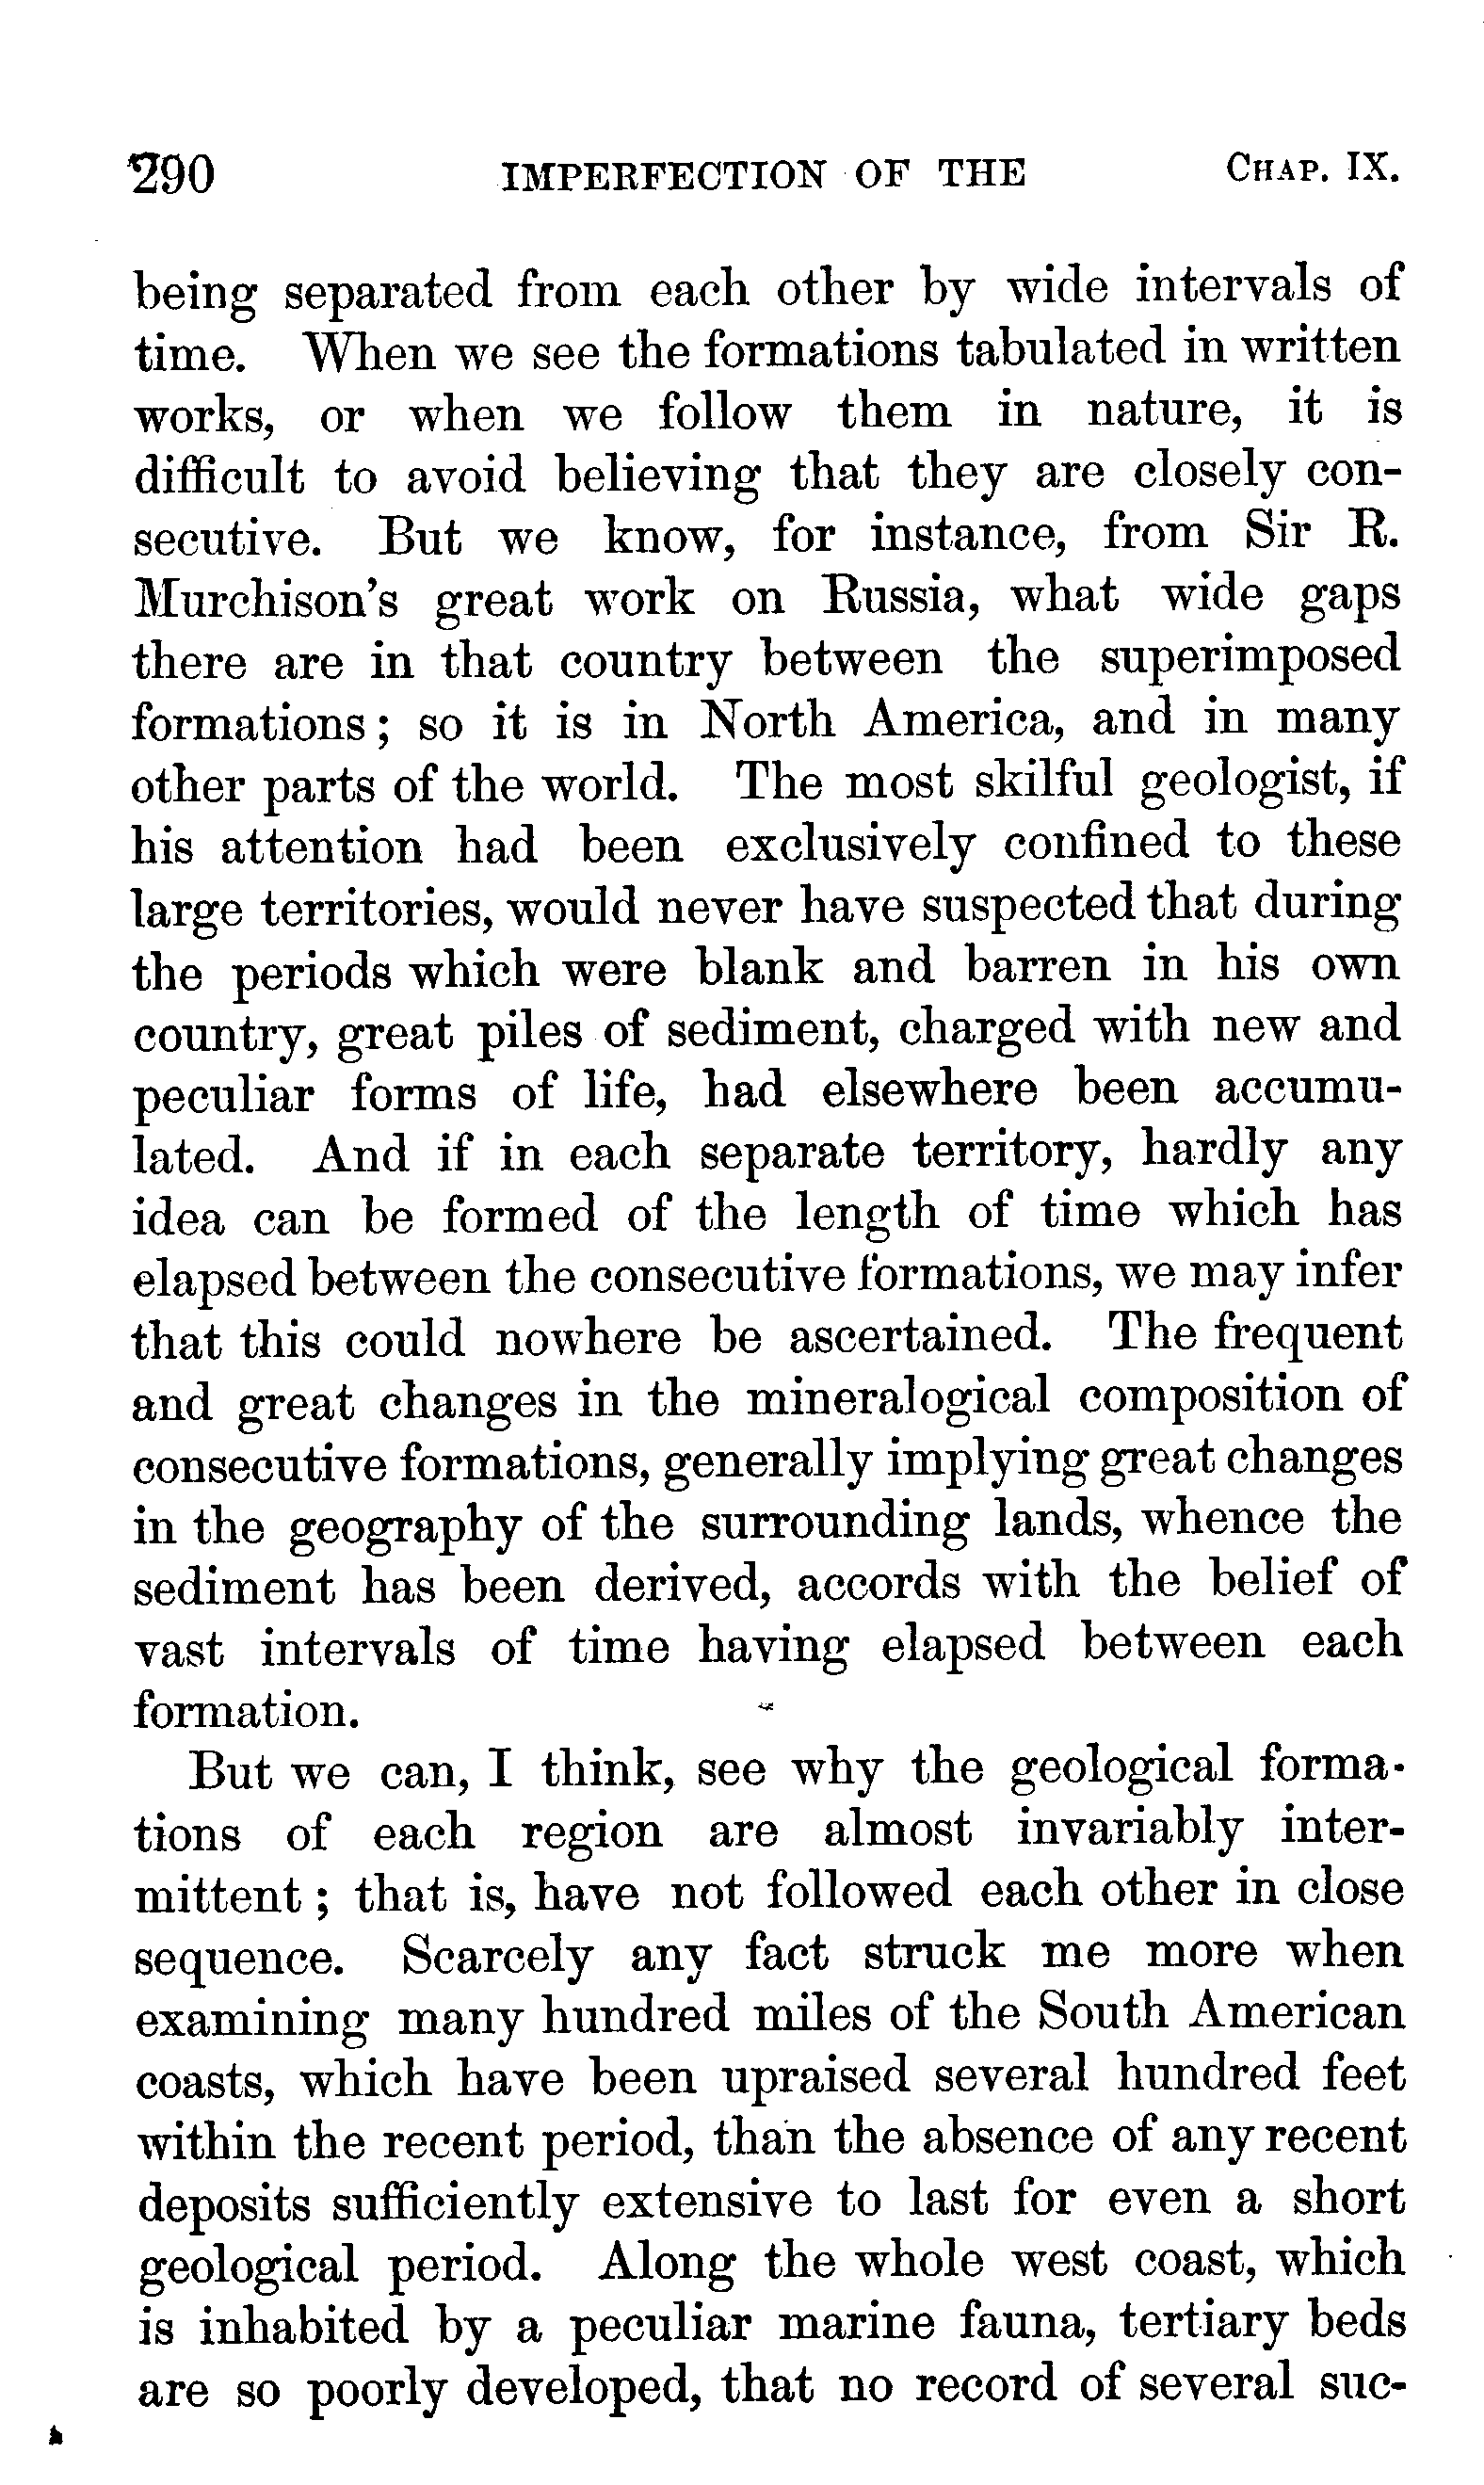 290 IMPERFECTION OF THE CHAP. IX.
being separated from each other by wide intervals of
time. When we see the formations tabulated in written
works, or when we follow them in nature, it is
difficult to avoid believing that they are closely con-
secutive. But we know, for instance, from Sir R.
Murchison's great work on Russia, what wide gaps
there are in that country between the superimposed
formations; so it is in North America, and in many
other parts of the world. The most skilful geologist, if
his attention had been exclusively confined to these
large territories, would never have suspected that during
the periods which were blank and barren in his own
country, great piles of sediment, charged with new and
peculiar forms of life, had elsewhere been accumu-
lated. And if in each separate territory, hardly any
idea can be formed of the length of time which has
elapsed between the consecutive formations, we may infer
that this could nowhere be ascertained. The frequent
and great changes in the mineralogical composition of
consecutive formations, generally implying great changes
in the geography of the surrounding lands, whence the
sediment has been derived, accords with the belief of
vast intervals of time having elapsed between each
formation.
But we can, I think, see why the geological forma-
tions of each region are almost invariably inter-
mittent; that is, have not followed each other in close
sequence. Scarcely any fact struck me more when
examining many hundred miles of the South American
coasts, which have been upraised several hundred feet
within the recent period, than the absence of any recent
deposits sufficiently extensive to last for even a short
geological period. Along the whole west coast, which
is inhabited by a peculiar marine fauna, tertiary beds
are so poorly developed, that no record of several suc-